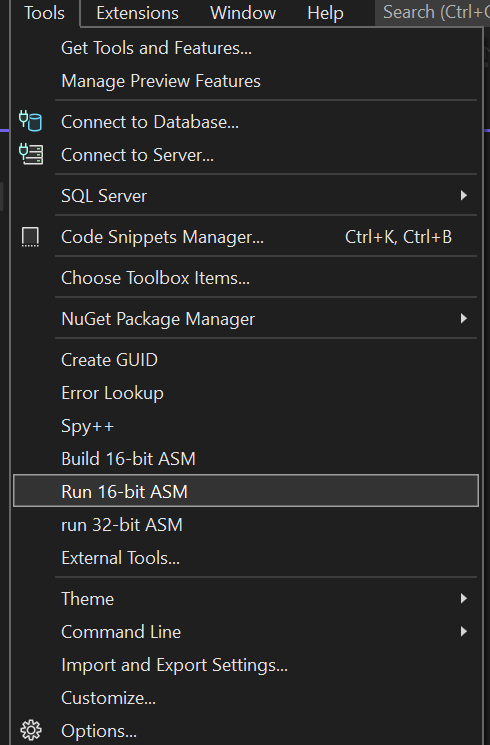 Tools Extensions Window Help Search (Ctrl+
Get Tools and Features...
Manage Preview Features
Connect to Database...
Connect to Server...
SQL Server
Code Snippets Manager... Ctrl+K, Ctrl+B
Choose Toolbox Items...
NuGet Package Manager
Create GUID
Error Lookup
Spy++
Build 16-bit ASM
Run 16-bit ASM
run 32-bit ASM
External Tools...
Theme
Command Line
Import and Export Settings...
Customize...
Options...